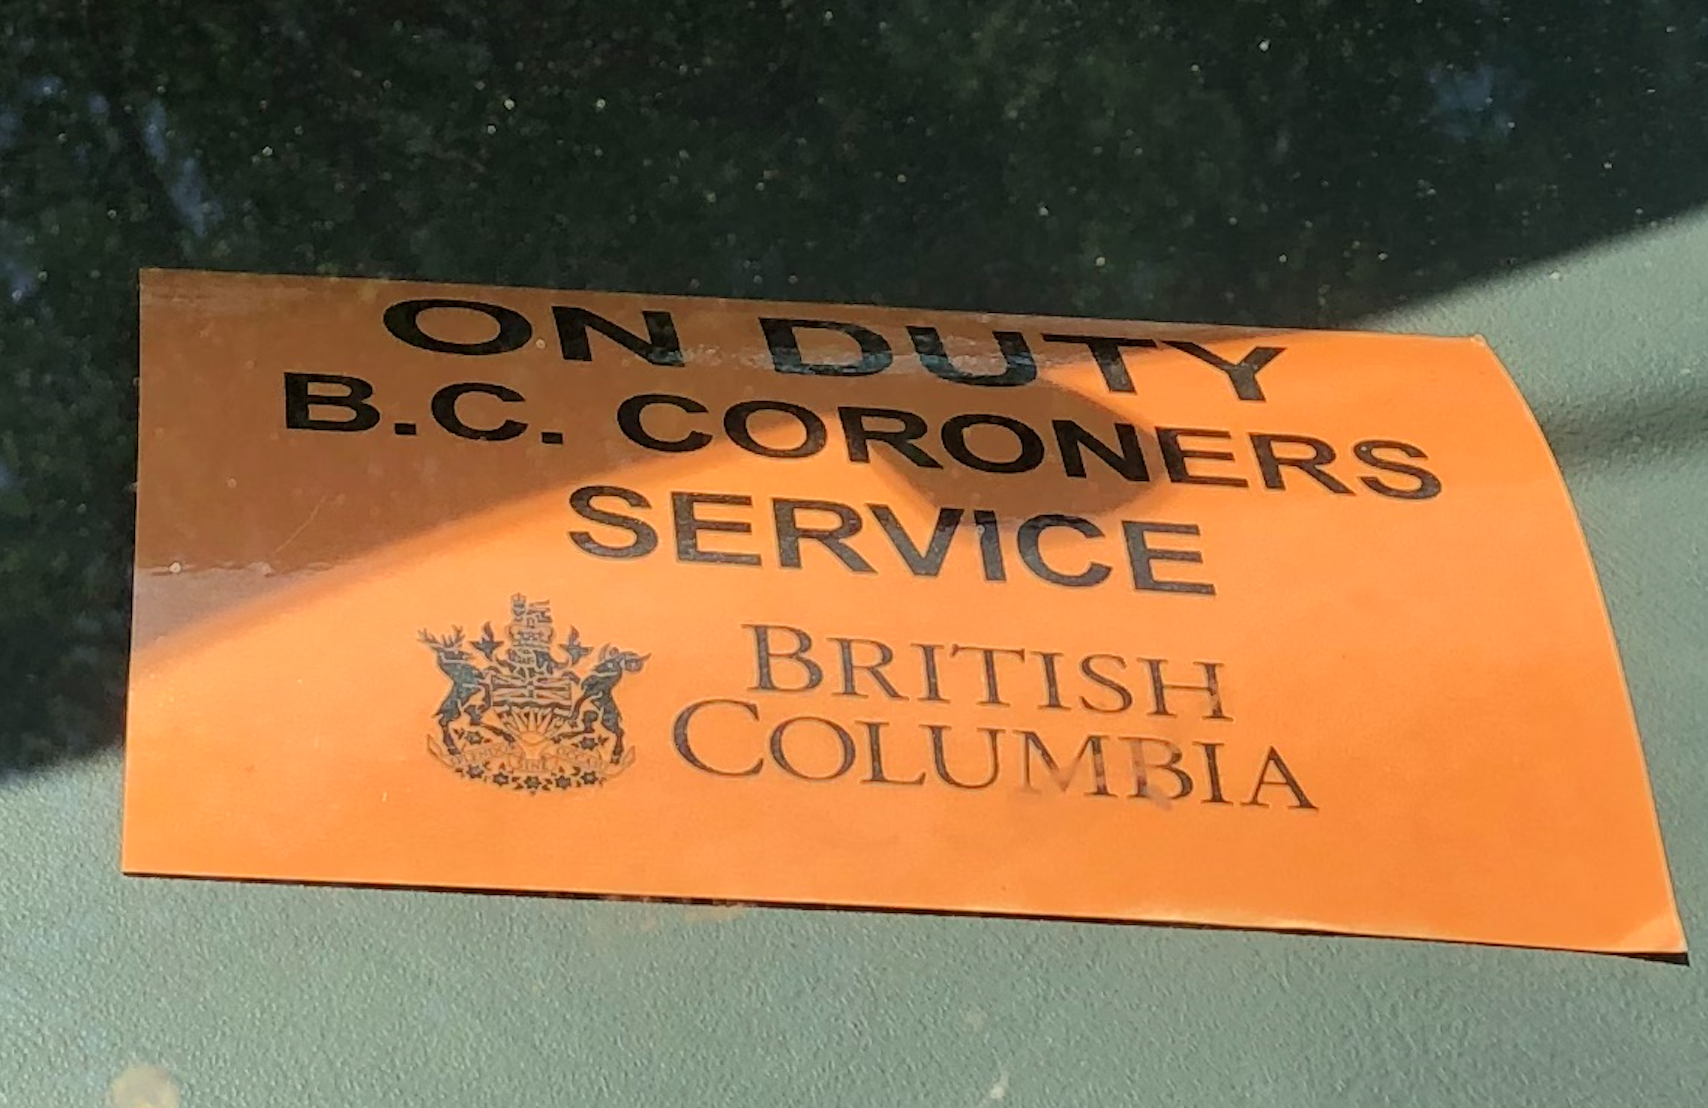 ON DUTY
B.C. CORONERS
SERVICE
BRITISH
COLUMBIA